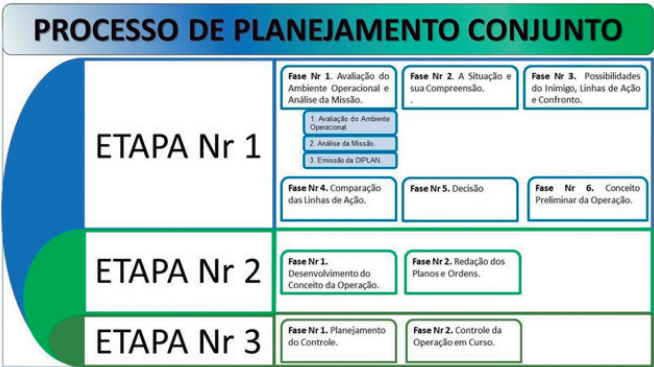 PROCESSO DE PLANEJAMENTO CONJUNTO
ETAPA Nr 1
Fase Nr 1. Avaliação do
Ambiente Operacional e
Análise da Missão.
1. Avaliação do Ambiente
Operacional.
2. Análise da Missão.
3. Emissão da DIPLAN.
Fase Nr 2. A Situação e
sua Compreensão.
.
Fase Nr 3. Possibilidades
do Inimigo, Linhas de Ação
e Confronto.
Fase Nr 4. Comparação
das Linhas de Ação.
Fase Nr 5. Decisão
Fase Nr 6. Conceito
Preliminar da Operação.
ETAPA Nr 2
Fase Nr 1.
Desenvolvimento do
Conceito da Operação.
Fase Nr 2. Redação dos
Planos e Ordens.
ETAPA Nr 3
Fase Nr 1. Planejamento
do Controle.
Fase Nr 2. Controle da
Operação em Curso.